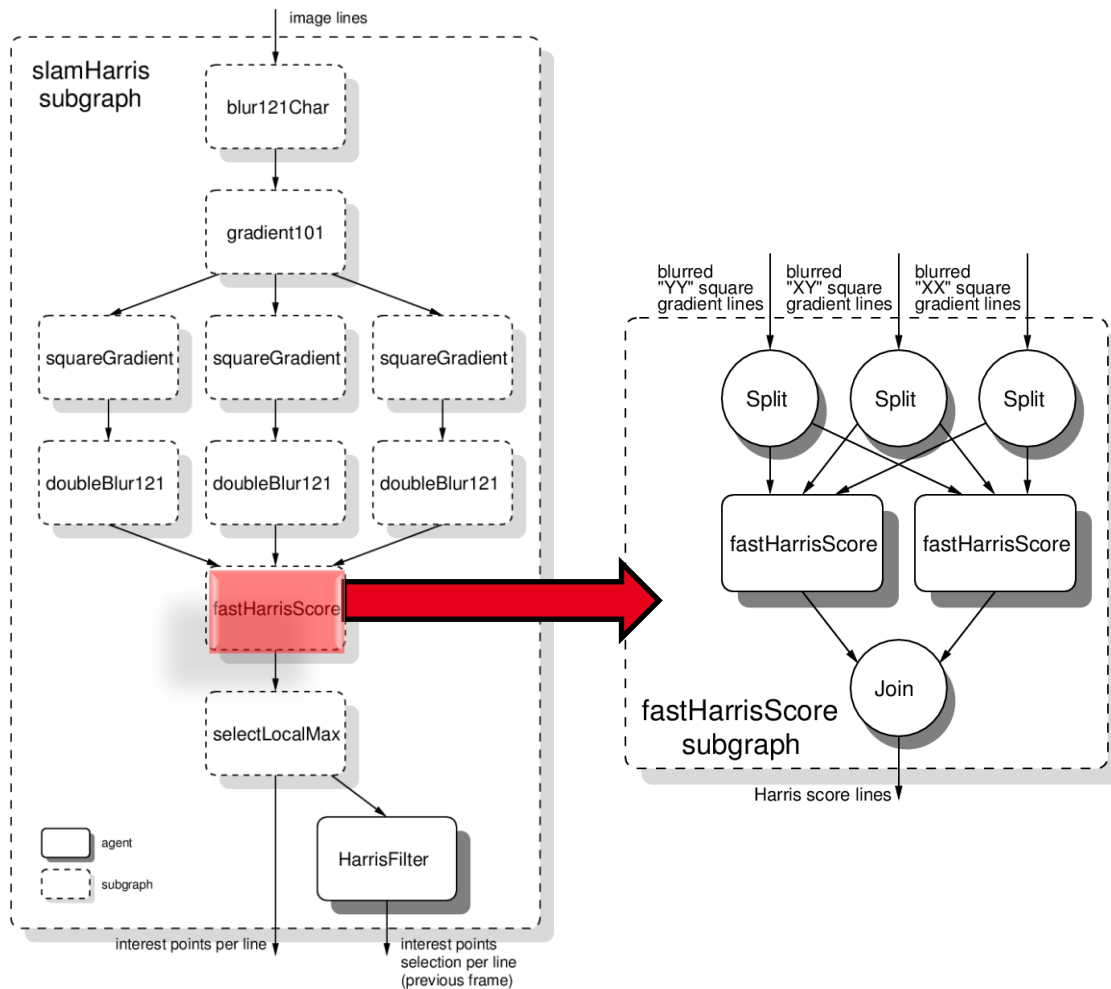 image lines
slamHarris
subgraph
blur121Char
gradient101
squareGradient
squareGradient
squareGradient
doubleBlur121
doubleBlur121
doubleBlur121
fastHarrisScore
selectLocalMax
HarrisFilter
agent
subgraph
interest points per line
interest points
selection per line
(previous frame)
blurred
"YY" square
gradient lines
blurred
"XY" square
gradient lines
blurred
"XX" square
gradient lines
Split
Split
Split
fastHarrisScore
fastHarrisScore
Join
fastHarrisScore
subgraph
Harris score lines